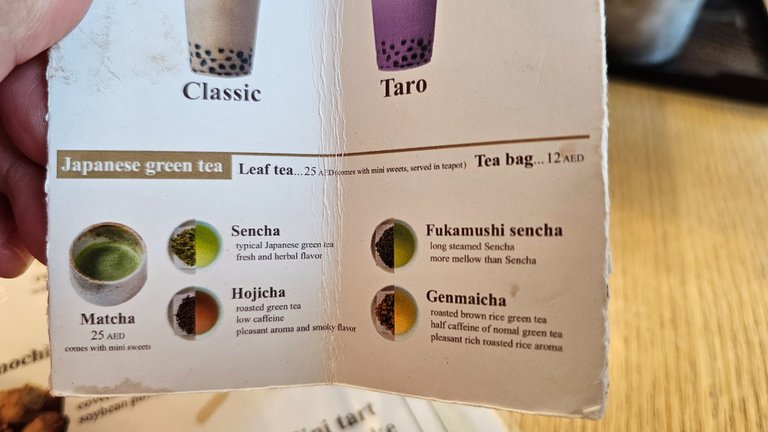 Classic
Taro
Japanese green tea
Leaf tea...25 AED (comes with mini sweets, served in teapot)
Tea bag... 12 AED
Sencha
typical Japanese green tea
fresh and herbal flavor
Fukamushi sencha
long steamed Sencha
more mellow than Sencha
Hojicha
roasted green tea
low caffeine
pleasant aroma and smoky flavor
Genmaicha
roasted brown rice green tea
half caffeine of nomal green tea
pleasant rich roasted rice aroma
Matcha
25 AED
comes with mini sweets
soybean
tart